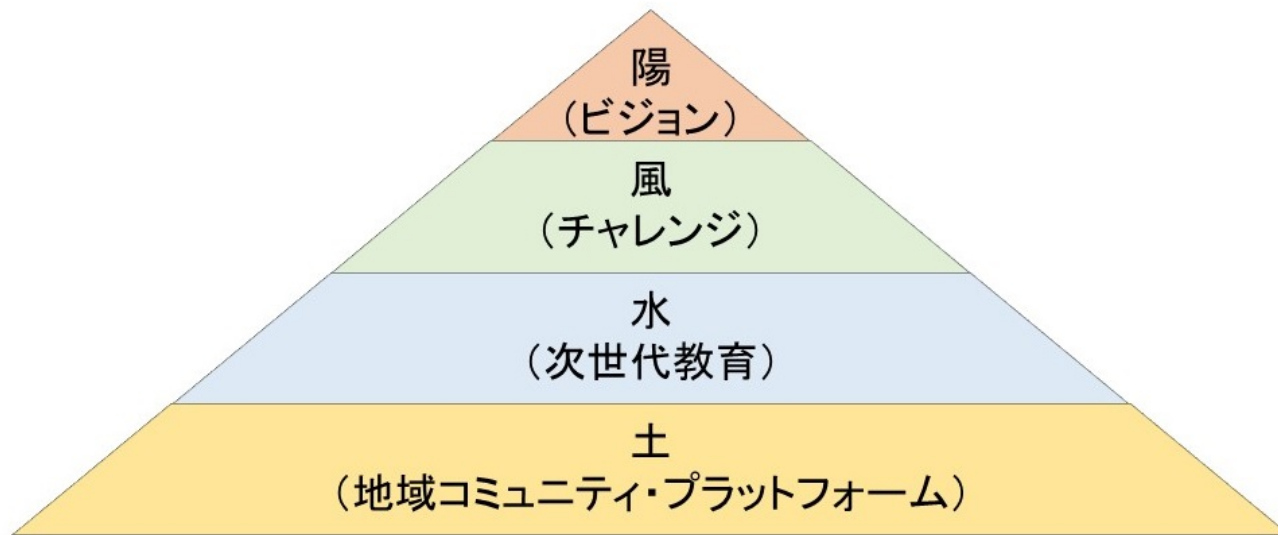 陽
（ビジョン）
風
（チャレンジ）
水
（次世代教育）
土
（地域コミュニティ・プラットフォーム）